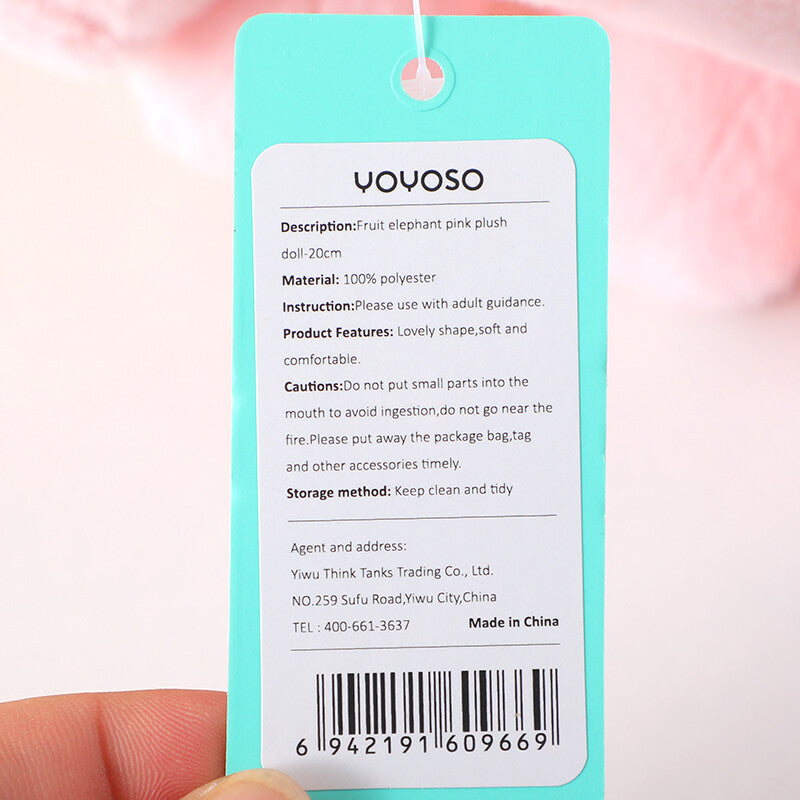 YOYOSO
Description:Fruit elephant pink plush
doll-20cm
Material: 100% polyester
Instruction:Please use with adult guidance.
Product Features: Lovely shape,soft and
comfortable.
Cautions:Do not put small parts into the
mouth to avoid ingestion,do not go near the
fire.Please put away the package bag,tag
and other accessories timely.
Storage method: Keep clean and tidy
Agent and address:
Yiwu Think Tanks Trading Co., Ltd.
NO.259 Sufu Road,Yiwu City,China
TEL : 400-661-3637 Made in China
6 942191 609669